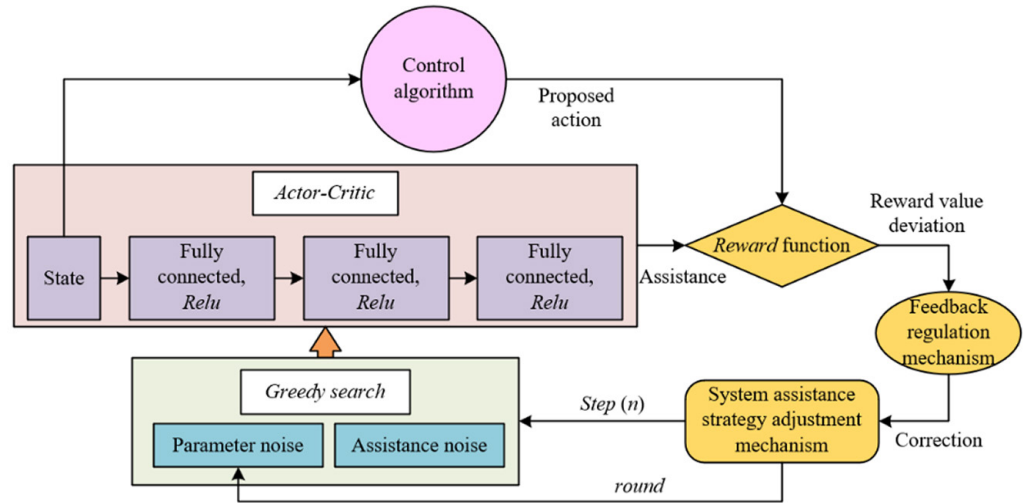 Control
algorithm
Proposed
action
Actor-Critic
Reward value
deviation
State
Fully
connected,
Relu
Fully
connected,
Relu
Fully
connected,
Relu
Reward function
Assistance
Feedback
regulation
mechanism
Greedy search
Parameter noise
Assistance noise
Step (n)
System assistance
strategy adjustment
mechanism
Correction
round